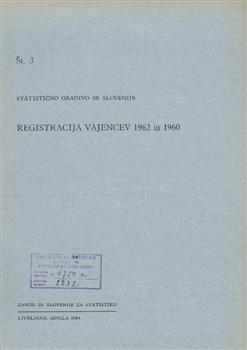 Št. 3
STATISTIČNO GRADIVO SR SLOVENIJE
REGISTRACIJA VAJENCEV 1962 in 1960
ZAVOD SR SLOVENIJE ZA STATISTIKO
LJUBLJANA, APRILA 1964